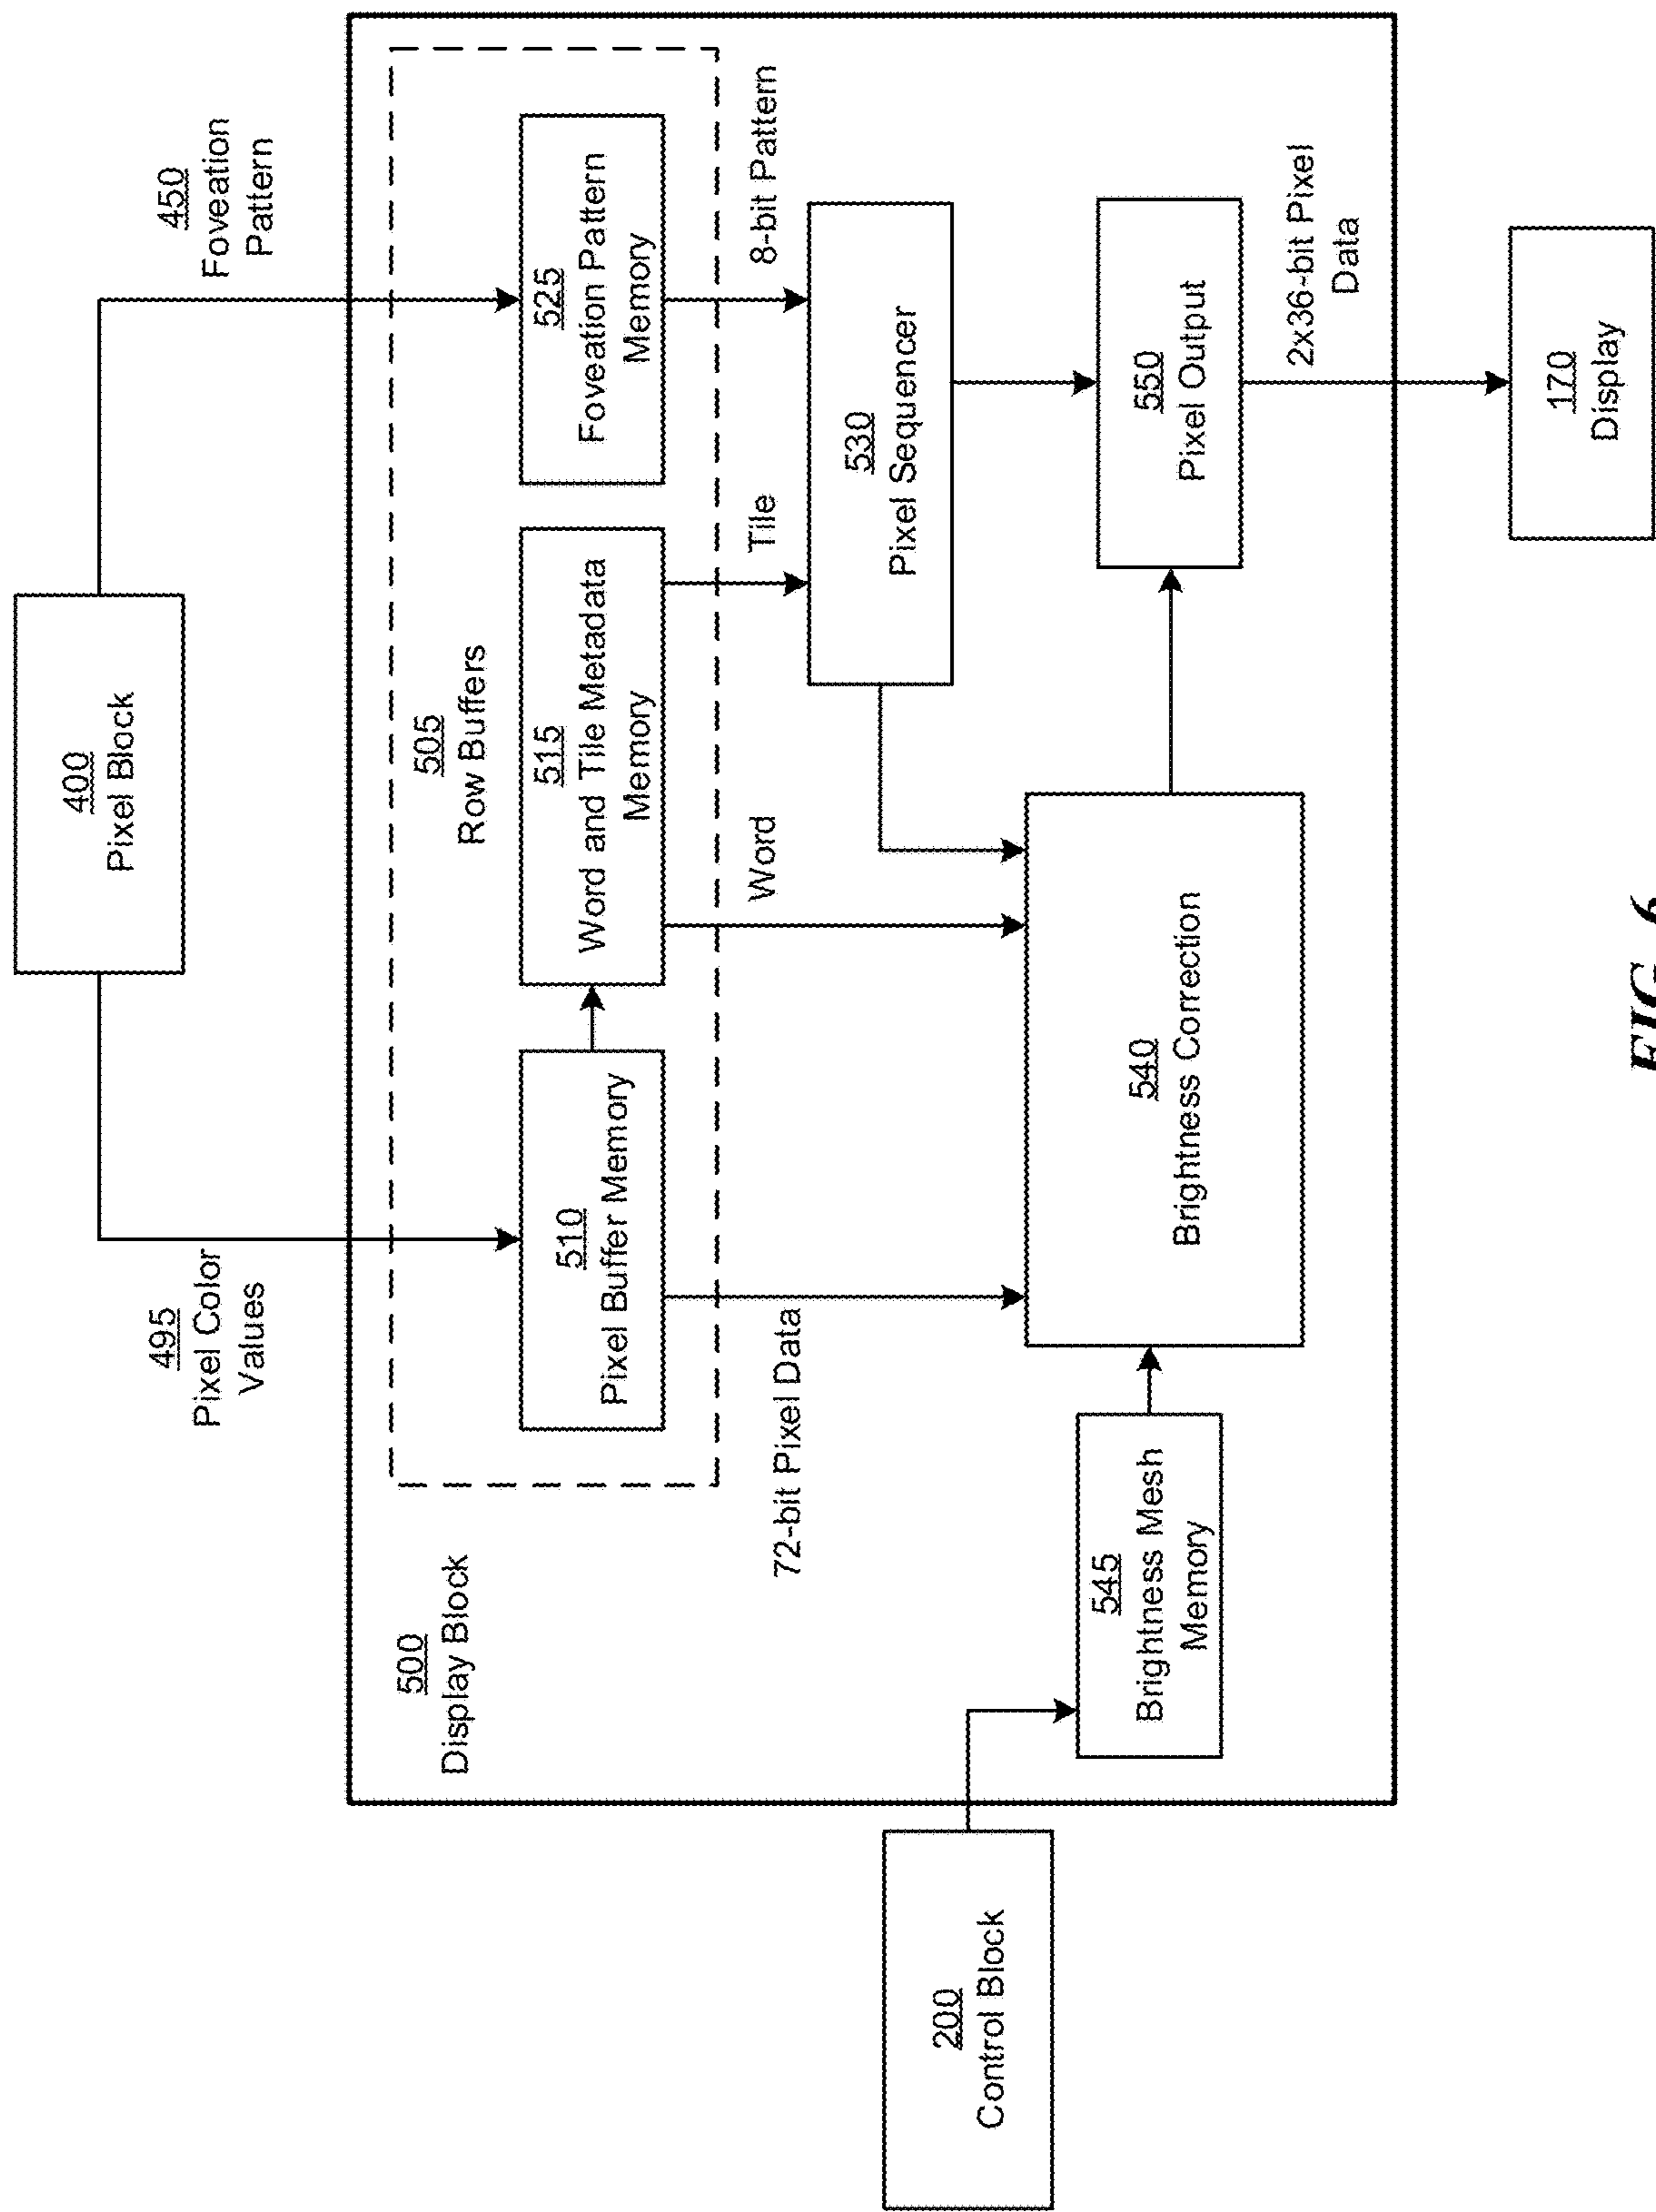 400
Pixel Block
495
Pixel Color
Values
450
Foveation
Pattern
500
Display Block
505
Row Buffers
510
Pixel Buffer Memory
515
Word and Tile Metadata
Memory
525
Foveation Pattern
Memory
72-bit Pixel Data
Word
Tile
8-bit Pattern
530
Pixel Sequencer
200
Control Block
545
Brightness Mesh
Memory
540
Brightness Correction
550
Pixel Output
2x36-bit Pixel
Data
170
Display
FIG. 6